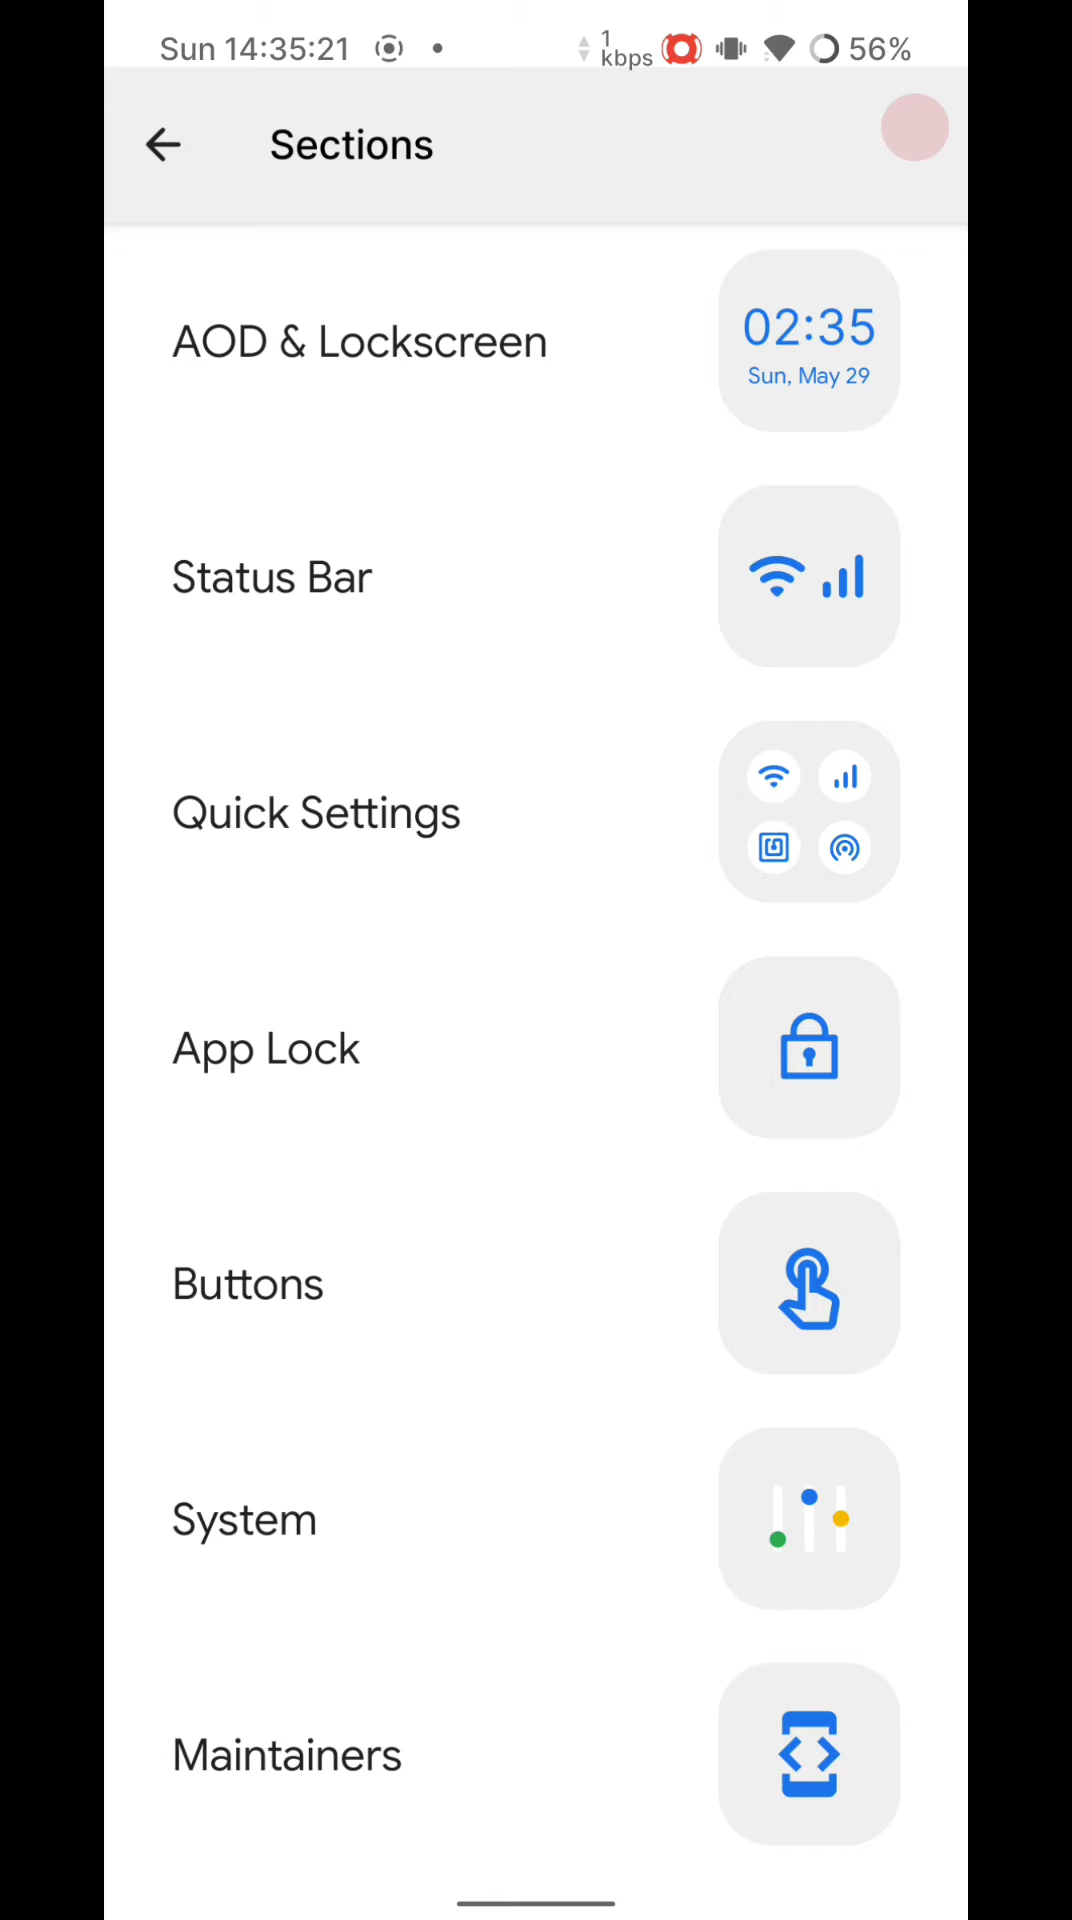 Sun 14:35:21
1
kbps
56%
Sections
AOD & Lockscreen
02:35
Sun, May 29
Status Bar
Quick Settings
App Lock
Buttons
System
Maintainers